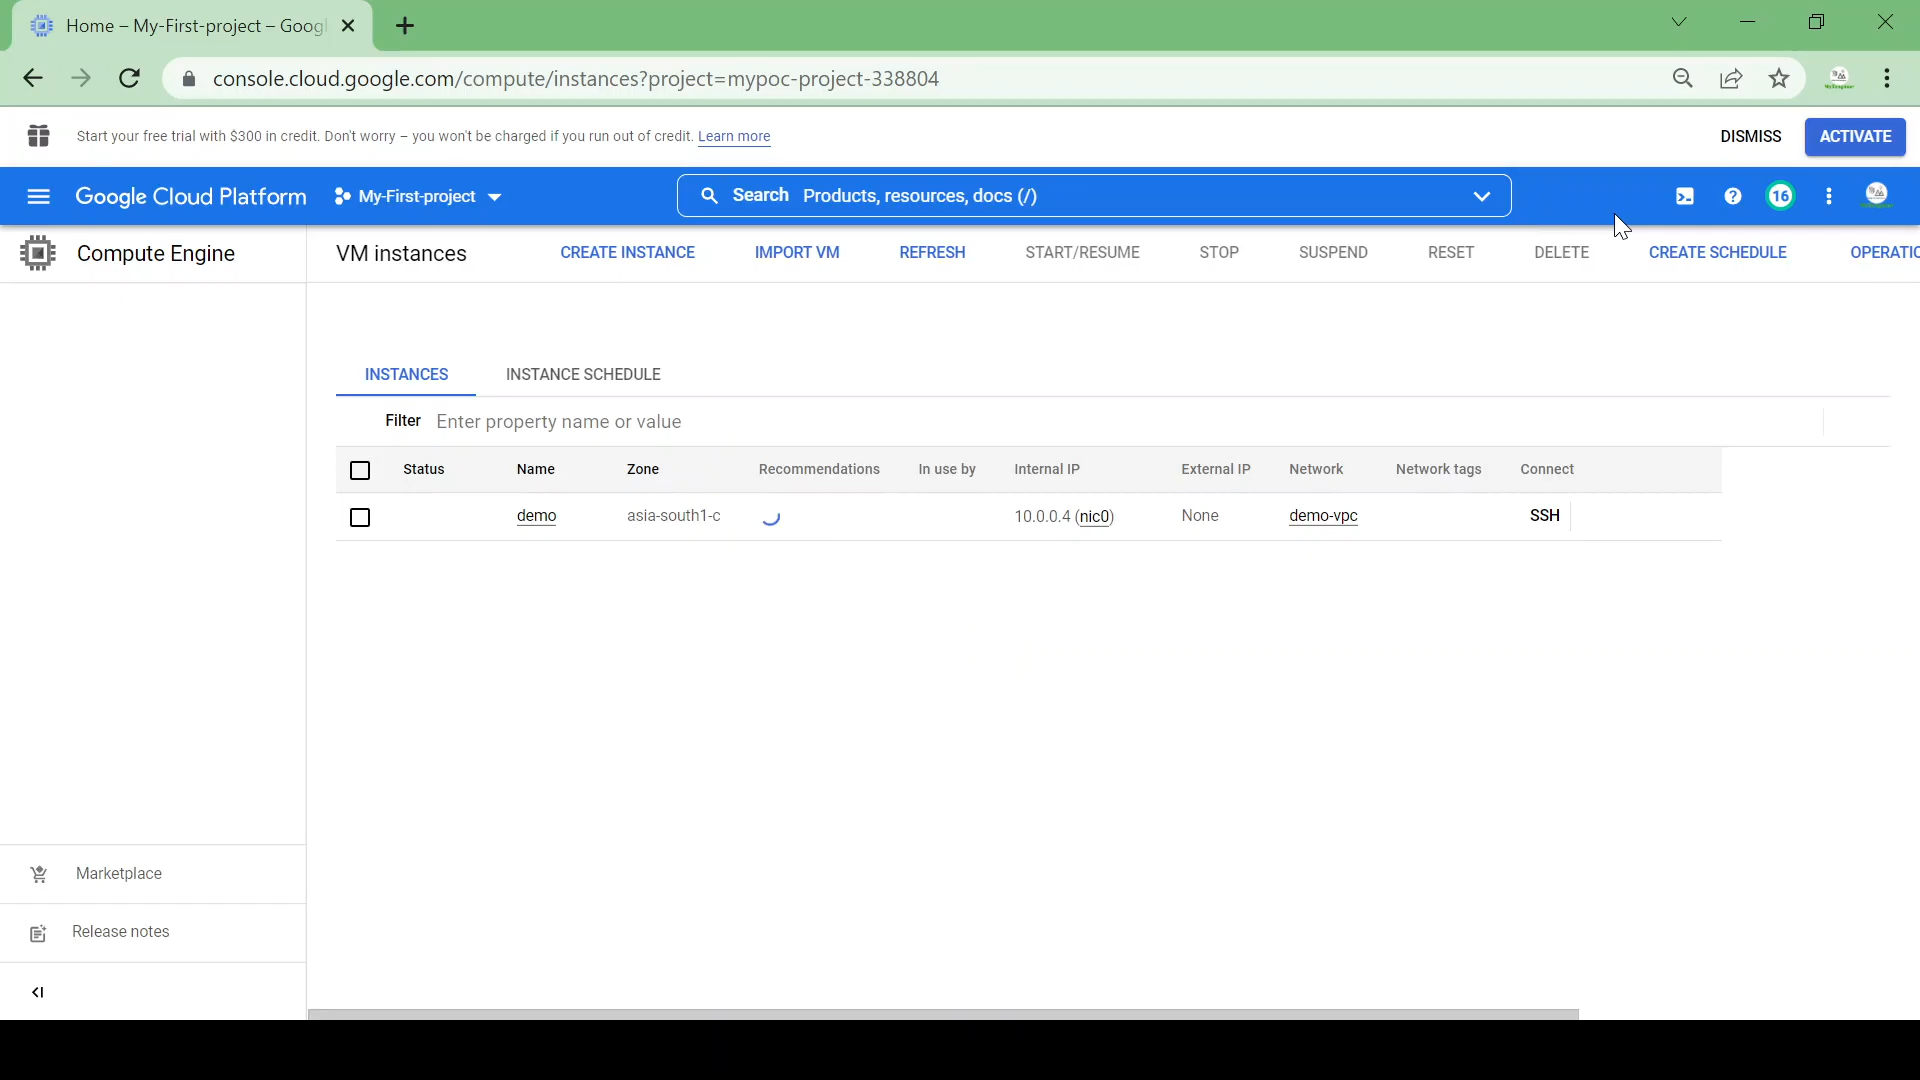 Home – My-First-project – Goog
console.cloud.google.com/compute/instances?project=mypoc-project-338804
Start your free trial with $300 in credit. Don't worry – you won't be charged if you run out of credit. Learn more
DISMISS
ACTIVATE
Google Cloud Platform
My-First-project
Search Products, resources, docs (/)
16
Compute Engine
VM instances
CREATE INSTANCE
IMPORT VM
REFRESH
START/RESUME
STOP
SUSPEND
RESET
DELETE
CREATE SCHEDULE
OPERATIO
INSTANCES
INSTANCE SCHEDULE
Filter Enter property name or value
Status Name Zone Recommendations In use by Internal IP External IP Network Network tags Connect
demo asia-south1-c 10.0.0.4 (nic0) None demo-vpc SSH
Marketplace
Release notes